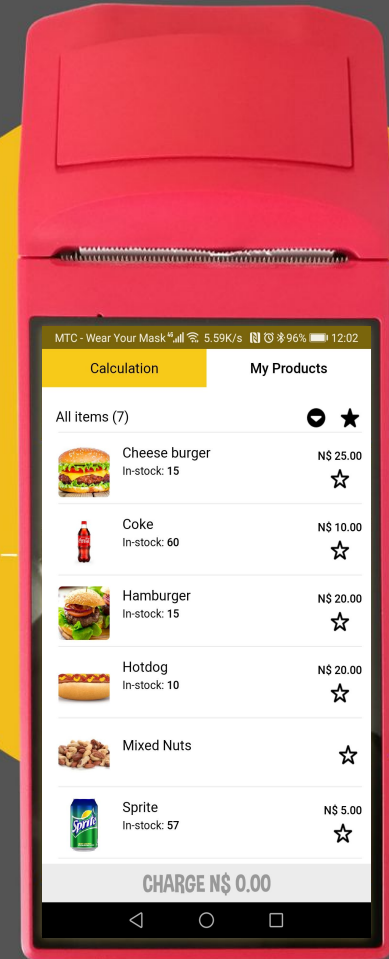 MTC - Wear Your Mask 4G 5.59K/s 96% 12:02
Calculation
My Products
All items (7)
Cheese burger
N$ 25.00
In-stock: 15
Coke
N$ 10.00
In-stock: 60
Hamburger
N$ 20.00
In-stock: 15
Hotdog
N$ 20.00
In-stock: 10
Mixed Nuts
Sprite
N$ 5.00
In-stock: 57
Sprite
CHARGE N$ 0.00